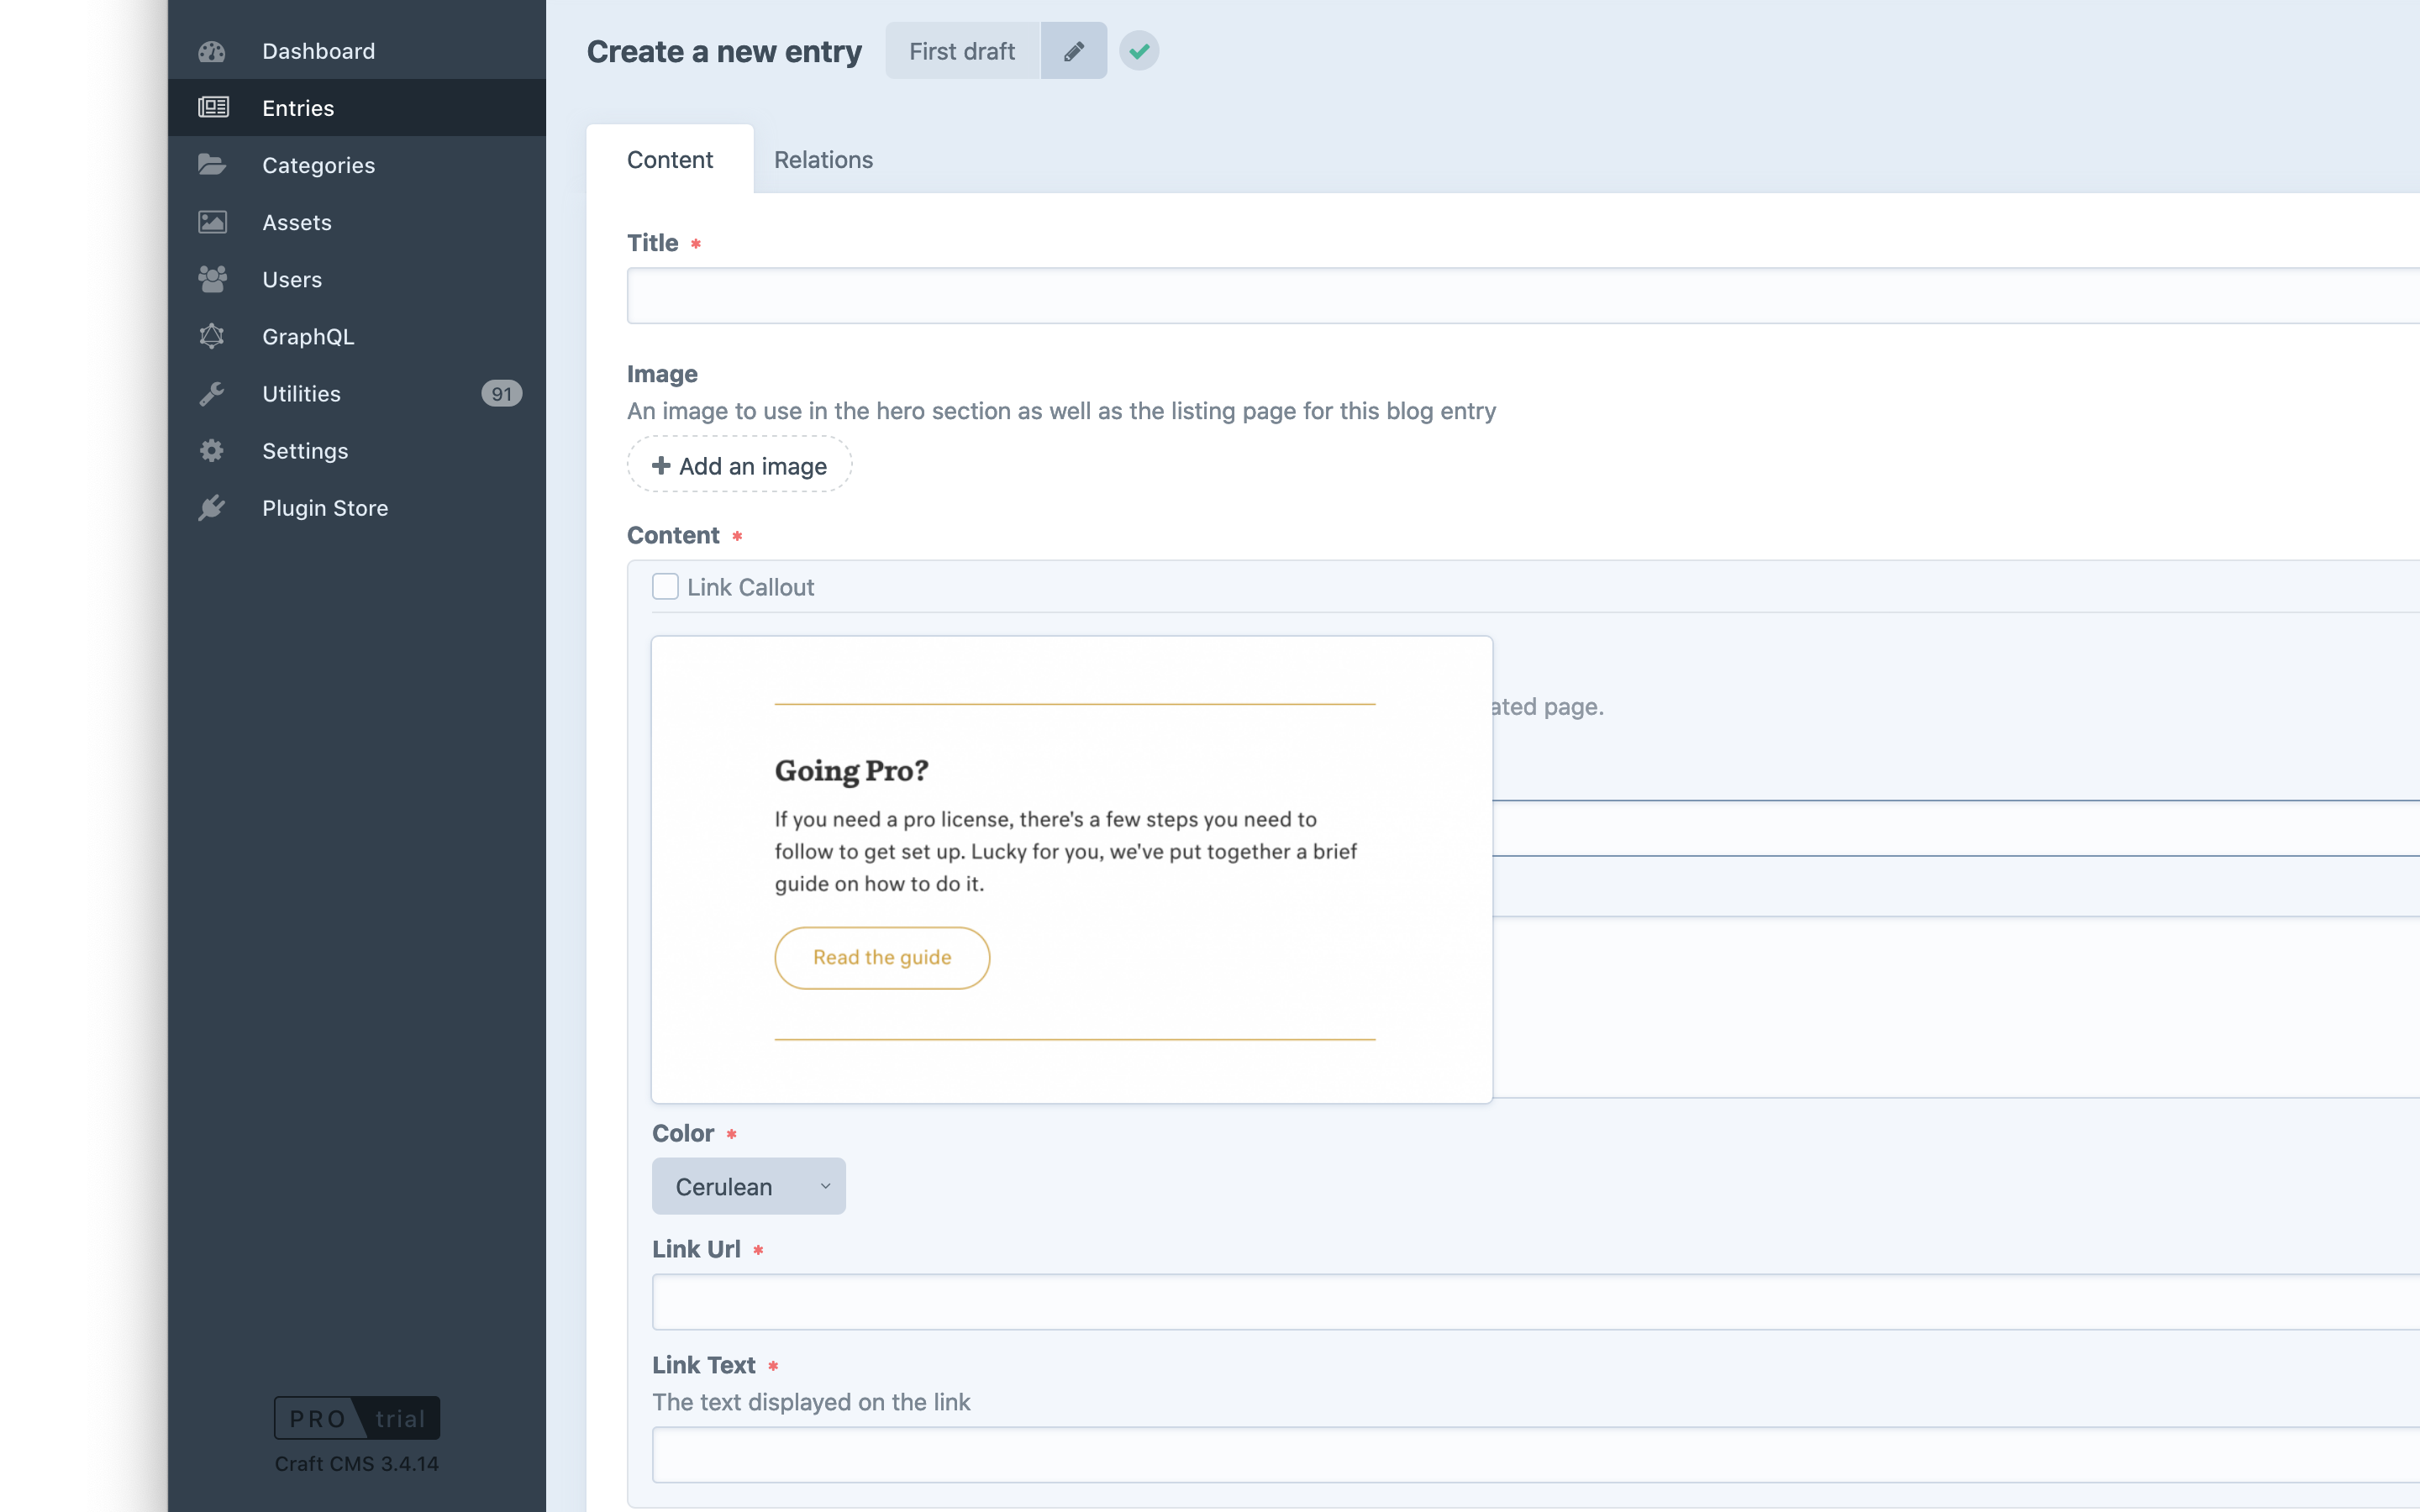 Dashboard
Entries
Categories
Assets
Users
GraphQL
Utilities 91
Settings
Plugin Store
PRO trial
Craft CMS 3.4.14
Create a new entry First draft
Content Relations
Title *
Image
An image to use in the hero section as well as the listing page for this blog entry
+ Add an image
Content *
Link Callout
page.
Going Pro?
If you need a pro license, there's a few steps you need to
follow to get set up. Lucky for you, we've put together a brief
guide on how to do it.
Read the guide
Color *
Cerulean
Link Url *
Link Text *
The text displayed on the link